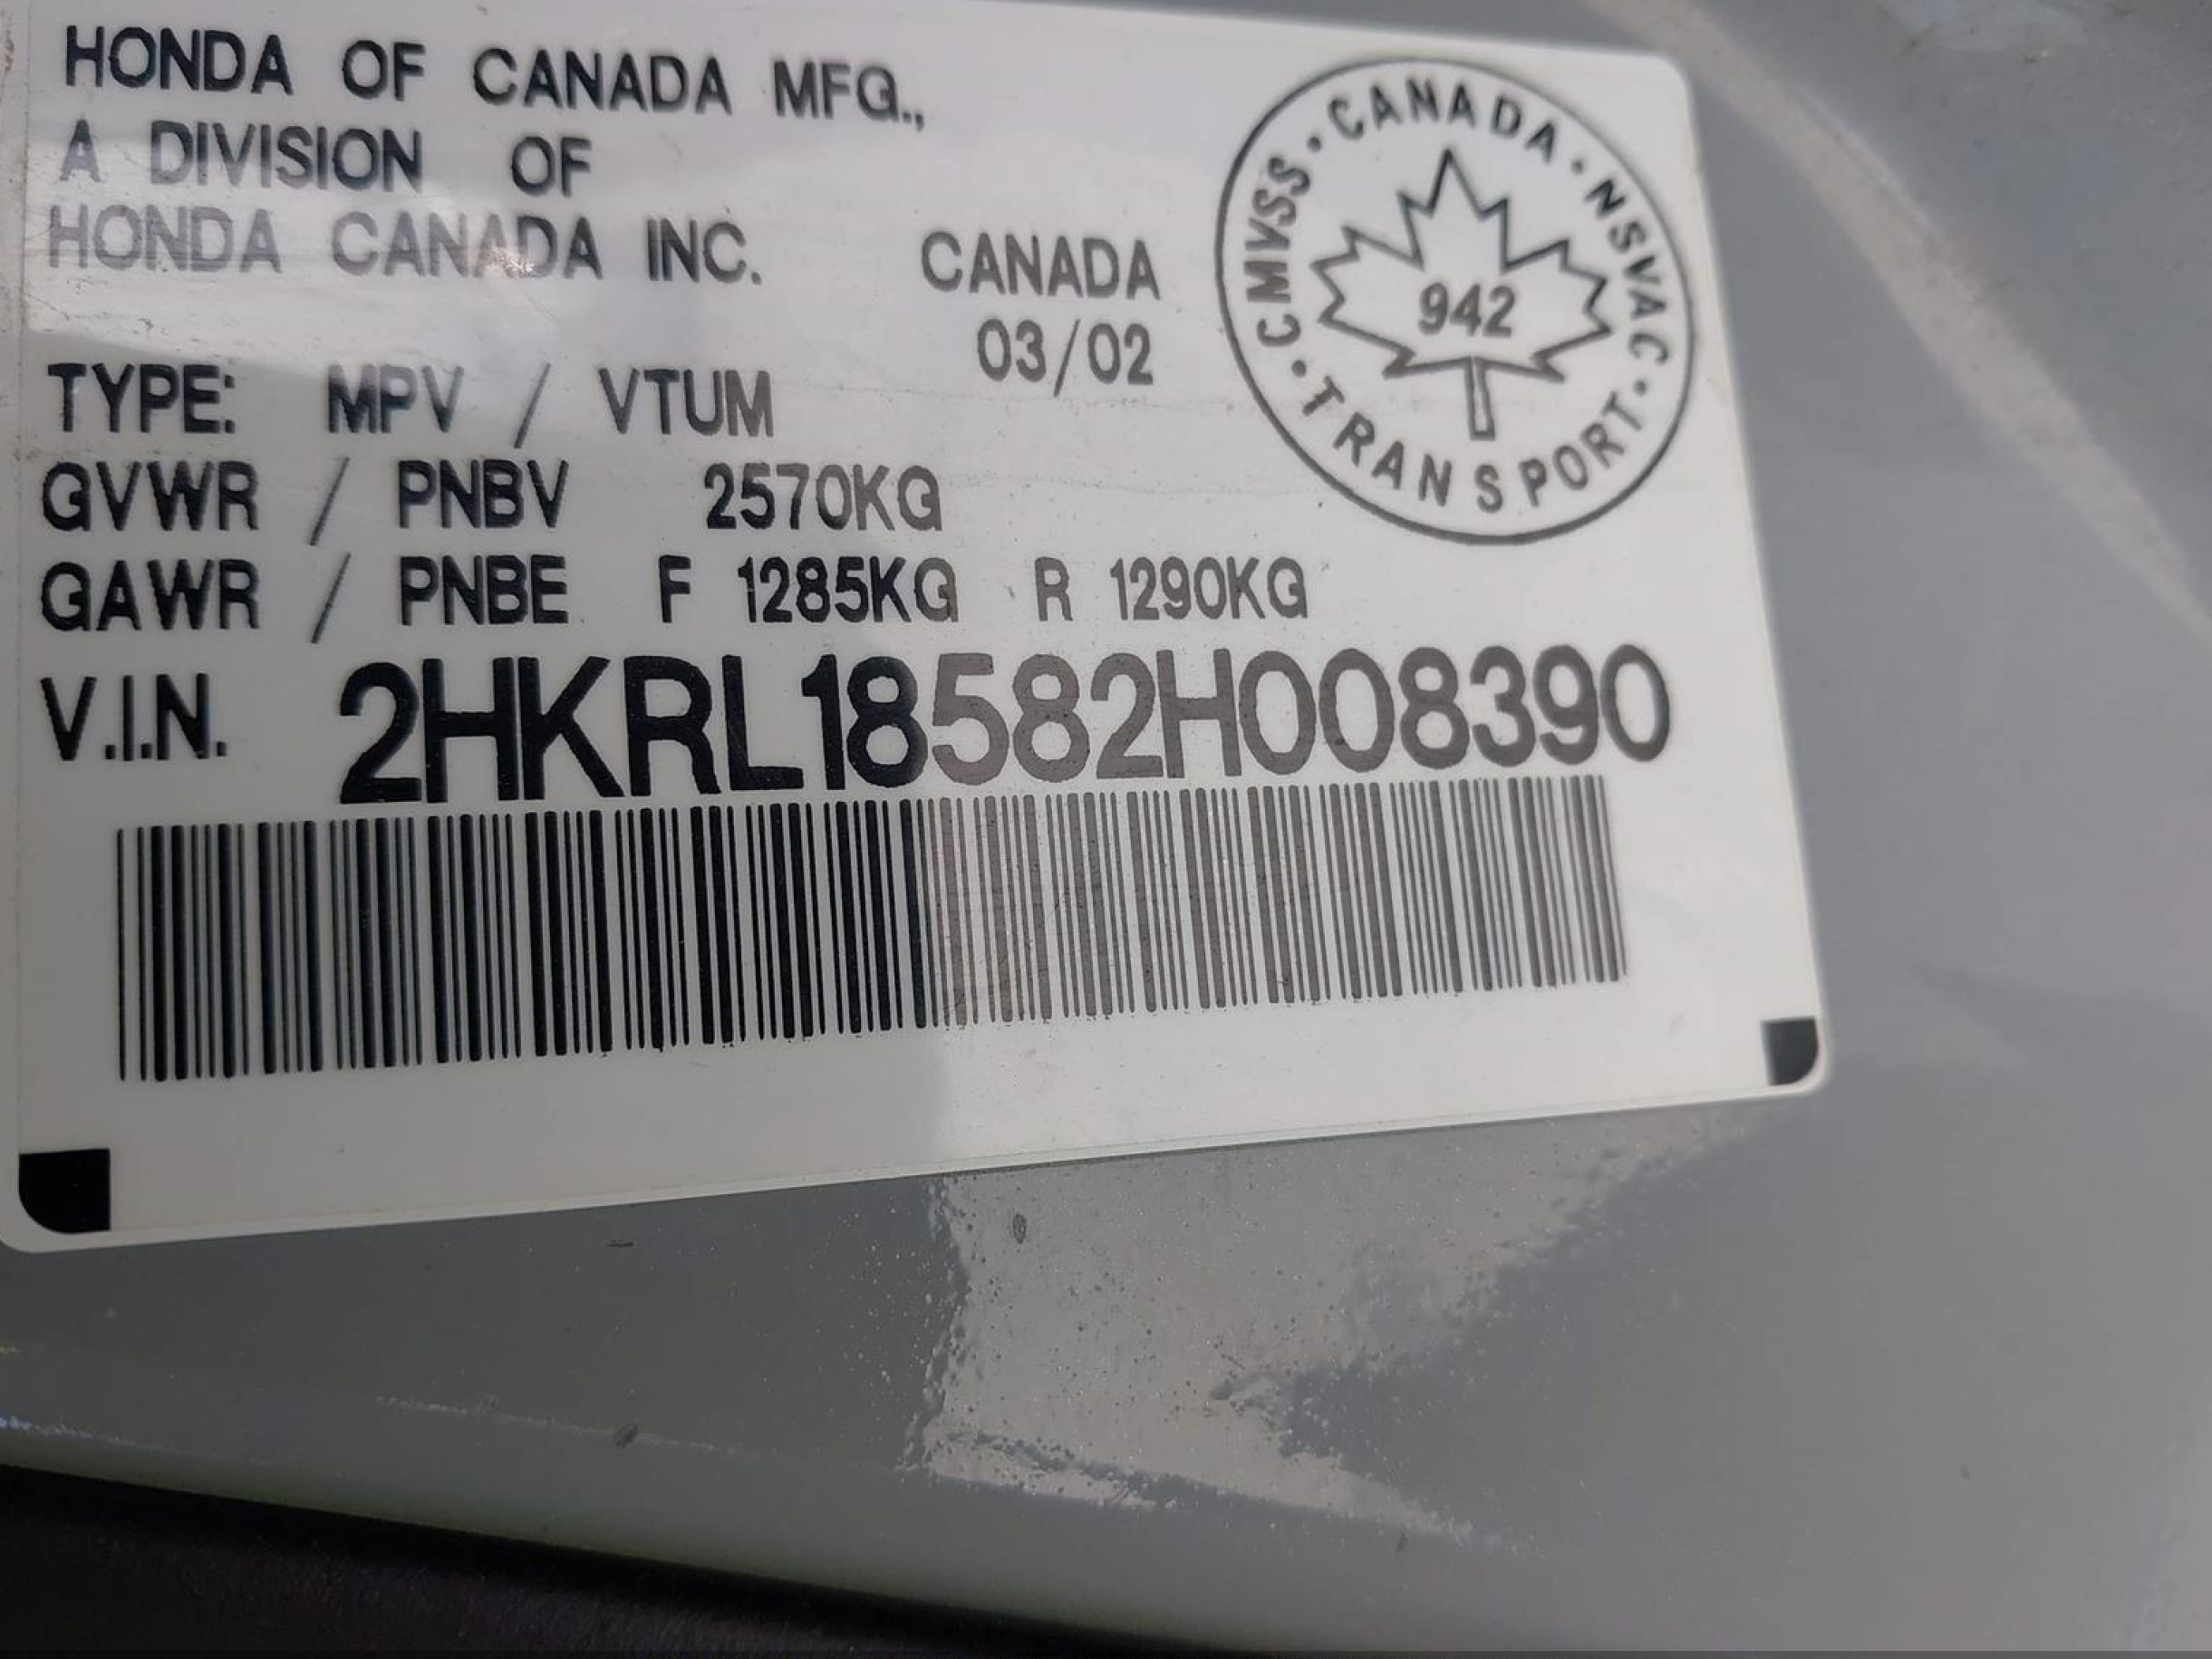 HONDA OF CANADA MFG.,
A DIVISION OF
HONDA CANADA INC.
CANADA
03/02
CMVSS · CANADA · NSVAC · TRANSPORT ·
942
TYPE: MPV / VTUM
GVWR / PNBV 2570KG
GAWR / PNBE F 1285KG R 1290KG
V.I.N. 2HKRL18582H008390